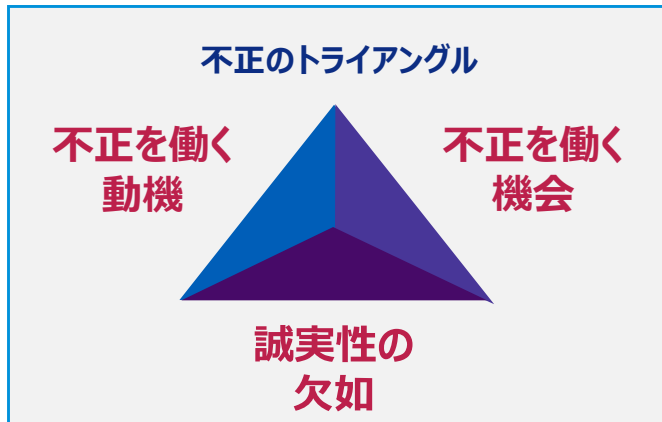 不正のトライアングル
不正を働く
動機
不正を働く
機会
誠実性の
欠如